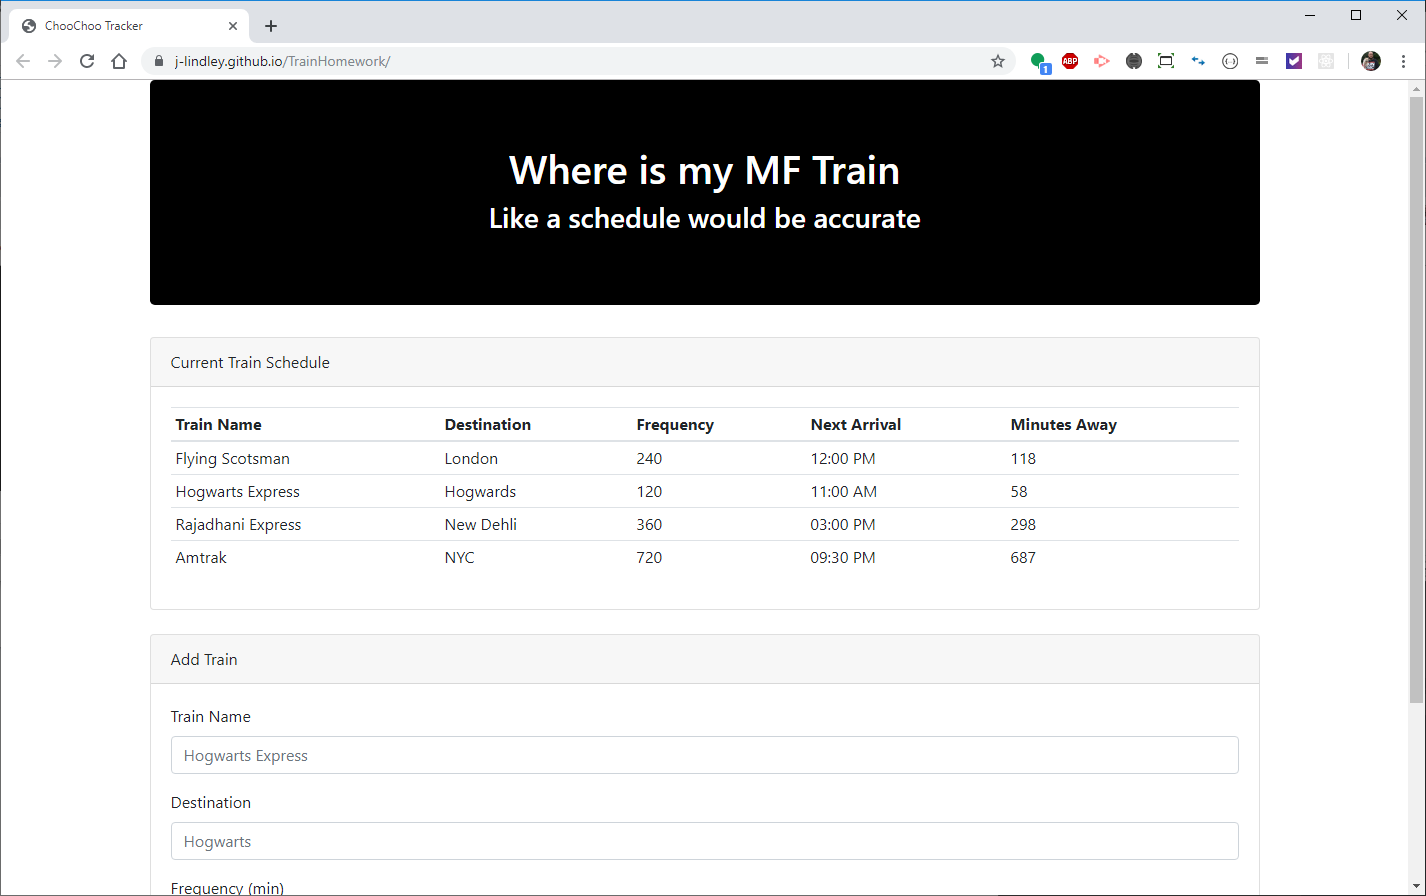 ChooChoo Tracker
j-lindley.github.io/TrainHomework/
1
ABP
Where is my MF Train
Like a schedule would be accurate
Current Train Schedule
Train Name Destination Frequency Next Arrival Minutes Away
Flying Scotsman London 240 12:00 PM 118
Hogwarts Express Hogwards 120 11:00 AM 58
Rajadhani Express New Dehli 360 03:00 PM 298
Amtrak NYC 720 09:30 PM 687
Add Train
Train Name
Hogwarts Express
Destination
Hogwarts
Frequency (min)